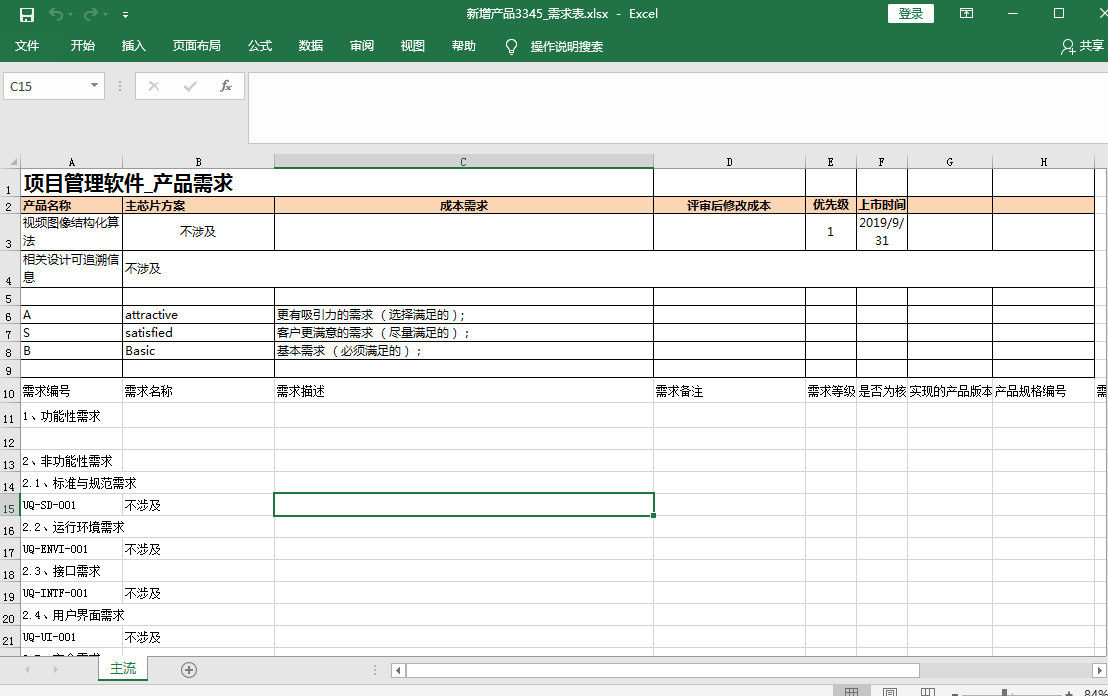 新增产品3345_需求表.xlsx - Excel
登录
文件 开始 插入 页面布局 公式 数据 审阅 视图 帮助 操作说明搜索 共享
C15 fx
A B C D E F G H
1 项目管理软件_产品需求
2 产品名称 主芯片方案 成本需求 评审后修改成本 优先级 上市时间
3 视频图像结构化算法 不涉及 1 2019/9/31
4 相关设计可追溯信息 不涉及
5
6 A attractive 更有吸引力的需求（选择满足的）;
7 S satisfied 客户更满意的需求（尽量满足的）;
8 B Basic 基本需求（必须满足的）;
9
10 需求编号 需求名称 需求描述 需求备注 需求等级 是否为核 实现的产品版本 产品规格编号 需
11 1、功能性需求
12
13 2、非功能性需求
14 2.1、标准与规范需求
15 UQ-SD-001 不涉及
16 2.2、运行环境需求
17 UQ-ENVI-001 不涉及
18 2.3、接口需求
19 UQ-INTF-001 不涉及
20 2.4、用户界面需求
21 UQ-UI-001 不涉及
主流
84%